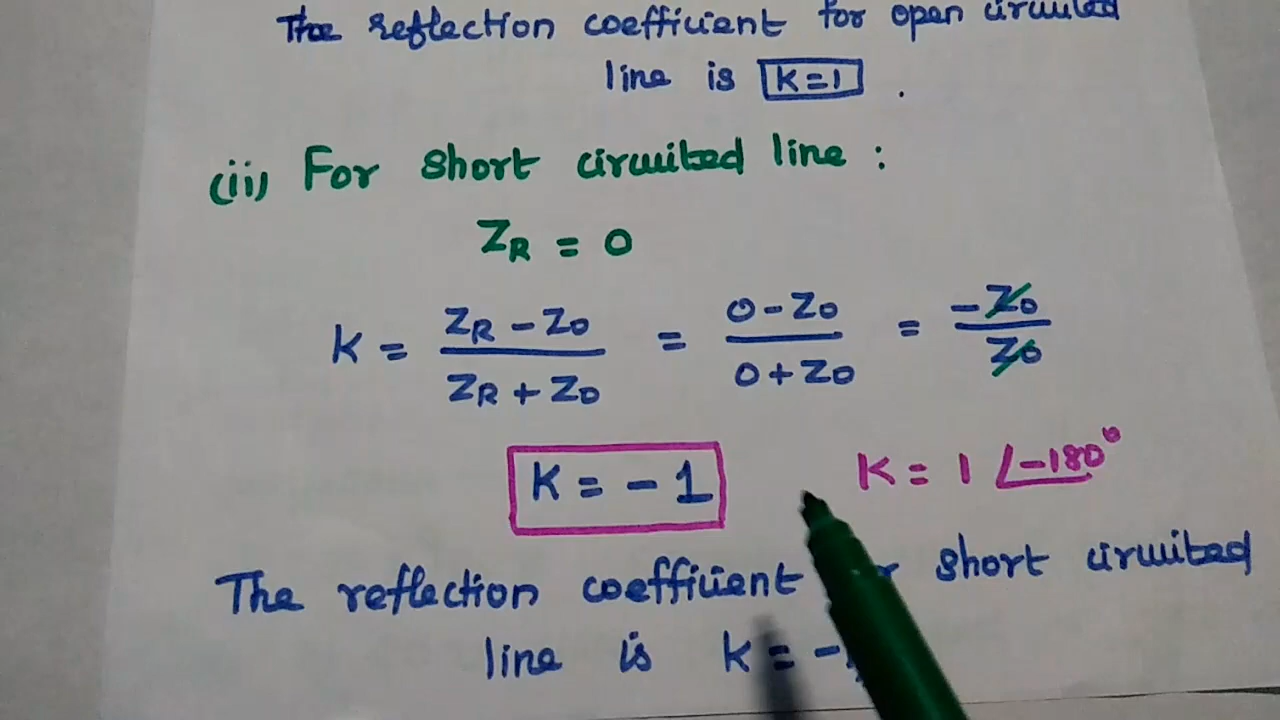 The reflection coefficient for open circuited
line is K=1 .
(ii) For short circuited line :
ZR = 0
K = ZR - Z0 / ZR + Z0 = 0 - Z0 / 0 + Z0 = -Z0 / Z0
K = -1 K = 1 ∠-180°
The reflection coefficient short circuited
line is K = -